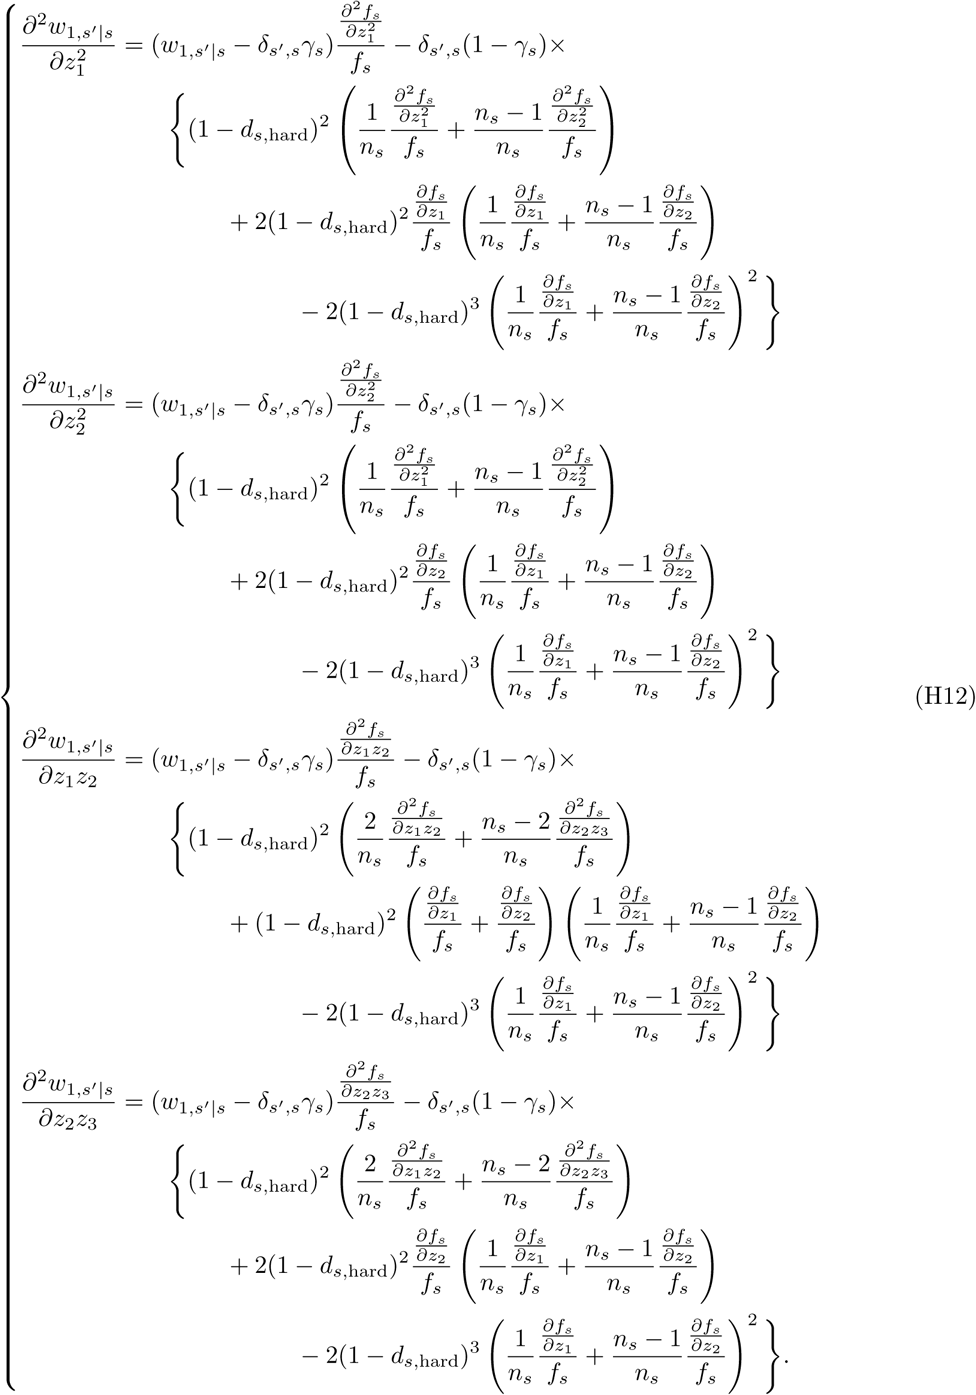 \frac{\partial^2 w_{1,s'|s}}{\partial z_1^2} = (w_{1,s'|s} - \delta_{s',s}\gamma_s)\frac{\frac{\partial^2 f_s}{\partial z_1^2}}{f_s} - \delta_{s',s}(1 - \gamma_s)\times
\left\{(1 - d_{s,\text{hard}})^2 \left(\frac{1}{n_s}\frac{\frac{\partial^2 f_s}{\partial z_1^2}}{f_s} + \frac{n_s - 1}{n_s}\frac{\frac{\partial^2 f_s}{\partial z_2^2}}{f_s}\right)\right.
+ 2(1 - d_{s,\text{hard}})^2 \frac{\frac{\partial f_s}{\partial z_1}}{f_s}\left(\frac{1}{n_s}\frac{\frac{\partial f_s}{\partial z_1}}{f_s} + \frac{n_s - 1}{n_s}\frac{\frac{\partial f_s}{\partial z_2}}{f_s}\right)
\left. - 2(1 - d_{s,\text{hard}})^3 \left(\frac{1}{n_s}\frac{\frac{\partial f_s}{\partial z_1}}{f_s} + \frac{n_s - 1}{n_s}\frac{\frac{\partial f_s}{\partial z_2}}{f_s}\right)^2\right\}
\frac{\partial^2 w_{1,s'|s}}{\partial z_2^2} = (w_{1,s'|s} - \delta_{s',s}\gamma_s)\frac{\frac{\partial^2 f_s}{\partial z_2^2}}{f_s} - \delta_{s',s}(1 - \gamma_s)\times
\left\{(1 - d_{s,\text{hard}})^2 \left(\frac{1}{n_s}\frac{\frac{\partial^2 f_s}{\partial z_1^2}}{f_s} + \frac{n_s - 1}{n_s}\frac{\frac{\partial^2 f_s}{\partial z_2^2}}{f_s}\right)\right.
+ 2(1 - d_{s,\text{hard}})^2 \frac{\frac{\partial f_s}{\partial z_2}}{f_s}\left(\frac{1}{n_s}\frac{\frac{\partial f_s}{\partial z_1}}{f_s} + \frac{n_s - 1}{n_s}\frac{\frac{\partial f_s}{\partial z_2}}{f_s}\right)
\left. - 2(1 - d_{s,\text{hard}})^3 \left(\frac{1}{n_s}\frac{\frac{\partial f_s}{\partial z_1}}{f_s} + \frac{n_s - 1}{n_s}\frac{\frac{\partial f_s}{\partial z_2}}{f_s}\right)^2\right\}
(H12)
\frac{\partial^2 w_{1,s'|s}}{\partial z_1 z_2} = (w_{1,s'|s} - \delta_{s',s}\gamma_s)\frac{\frac{\partial^2 f_s}{\partial z_1 z_2}}{f_s} - \delta_{s',s}(1 - \gamma_s)\times
\left\{(1 - d_{s,\text{hard}})^2 \left(\frac{2}{n_s}\frac{\frac{\partial^2 f_s}{\partial z_1 z_2}}{f_s} + \frac{n_s - 2}{n_s}\frac{\frac{\partial^2 f_s}{\partial z_2 z_3}}{f_s}\right)\right.
+ (1 - d_{s,\text{hard}})^2 \left(\frac{\frac{\partial f_s}{\partial z_1}}{f_s} + \frac{\frac{\partial f_s}{\partial z_2}}{f_s}\right)\left(\frac{1}{n_s}\frac{\frac{\partial f_s}{\partial z_1}}{f_s} + \frac{n_s - 1}{n_s}\frac{\frac{\partial f_s}{\partial z_2}}{f_s}\right)
\left. - 2(1 - d_{s,\text{hard}})^3 \left(\frac{1}{n_s}\frac{\frac{\partial f_s}{\partial z_1}}{f_s} + \frac{n_s - 1}{n_s}\frac{\frac{\partial f_s}{\partial z_2}}{f_s}\right)^2\right\}
\frac{\partial^2 w_{1,s'|s}}{\partial z_2 z_3} = (w_{1,s'|s} - \delta_{s',s}\gamma_s)\frac{\frac{\partial^2 f_s}{\partial z_2 z_3}}{f_s} - \delta_{s',s}(1 - \gamma_s)\times
\left\{(1 - d_{s,\text{hard}})^2 \left(\frac{2}{n_s}\frac{\frac{\partial^2 f_s}{\partial z_1 z_2}}{f_s} + \frac{n_s - 2}{n_s}\frac{\frac{\partial^2 f_s}{\partial z_2 z_3}}{f_s}\right)\right.
+ 2(1 - d_{s,\text{hard}})^2 \frac{\frac{\partial f_s}{\partial z_2}}{f_s}\left(\frac{1}{n_s}\frac{\frac{\partial f_s}{\partial z_1}}{f_s} + \frac{n_s - 1}{n_s}\frac{\frac{\partial f_s}{\partial z_2}}{f_s}\right)
\left. - 2(1 - d_{s,\text{hard}})^3 \left(\frac{1}{n_s}\frac{\frac{\partial f_s}{\partial z_1}}{f_s} + \frac{n_s - 1}{n_s}\frac{\frac{\partial f_s}{\partial z_2}}{f_s}\right)^2\right\}.